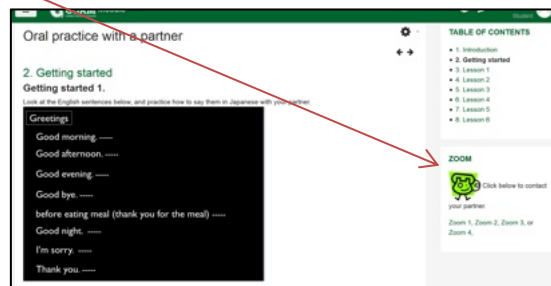 Student
Oral practice with a partner
2. Getting started
Getting started 1.
Look at the English sentences below, and practice how to say them in Japanese with your partner.
Greetings
Good morning. -----
Good afternoon. -----
Good evening. -----
Good bye. -----
before eating meal (thank you for the meal) -----
Good night. -----
I'm sorry. -----
Thank you. -----
TABLE OF CONTENTS
1. Introduction
2. Getting started
3. Lesson 1
4. Lesson 2
5. Lesson 3
6. Lesson 4
7. Lesson 5
8. Lesson 6
ZOOM
Click below to contact
your partner.
Zoom 1, Zoom 2, Zoom 3, or
Zoom 4,